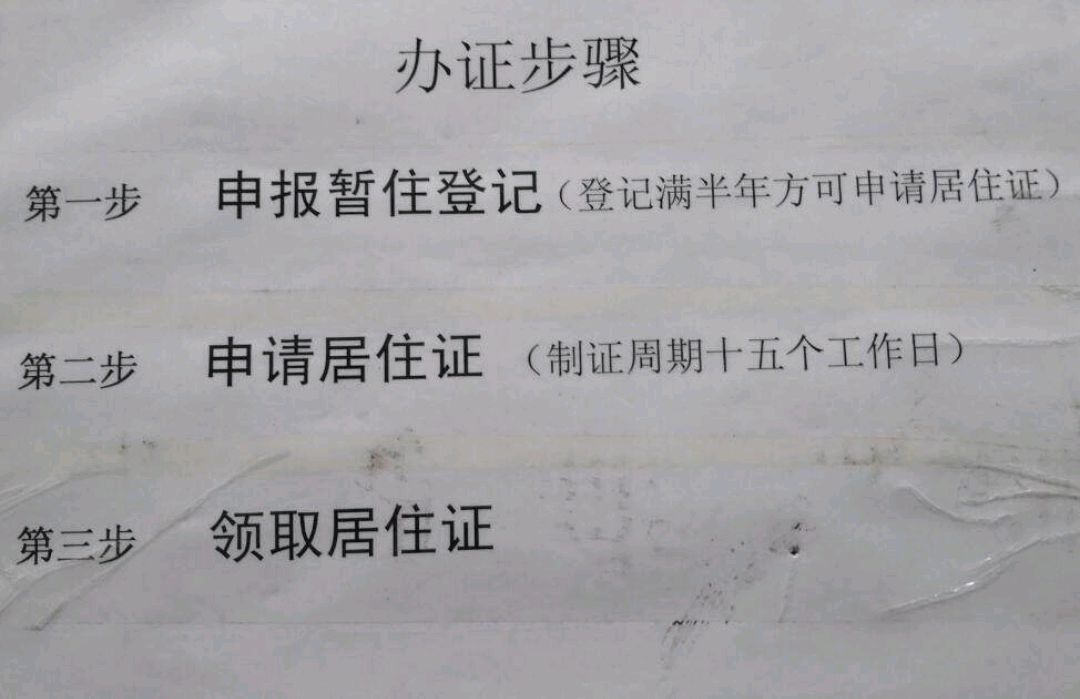 办证步骤
第一步 申报暂住登记（登记满半年方可申请居住证）
第二步 申请居住证 （制证周期十五个工作日）
第三步 领取居住证